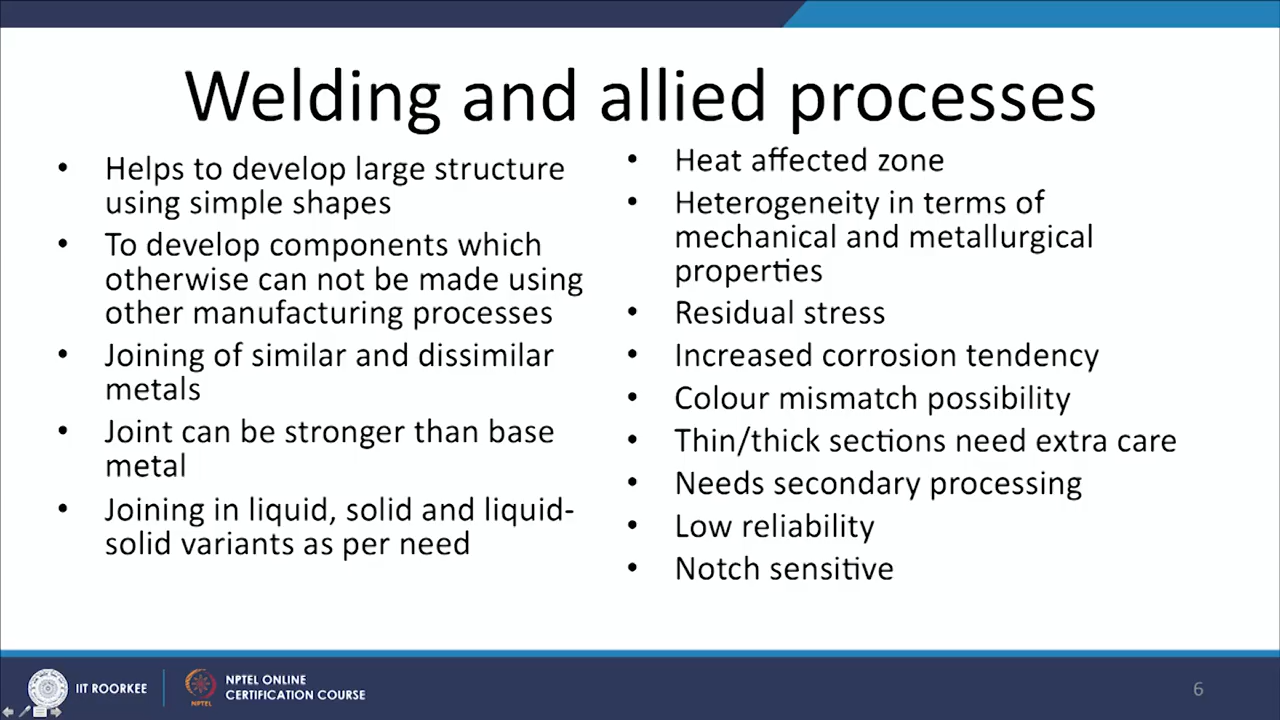 Welding and allied processes
• Helps to develop large structure
using simple shapes
• To develop components which
otherwise can not be made using
other manufacturing processes
• Joining of similar and dissimilar
metals
• Joint can be stronger than base
metal
• Joining in liquid, solid and liquid-
solid variants as per need
• Heat affected zone
• Heterogeneity in terms of
mechanical and metallurgical
properties
• Residual stress
• Increased corrosion tendency
• Colour mismatch possibility
• Thin/thick sections need extra care
• Needs secondary processing
• Low reliability
• Notch sensitive
IIT ROORKEE
NPTEL
NPTEL ONLINE
CERTIFICATION COURSE
6